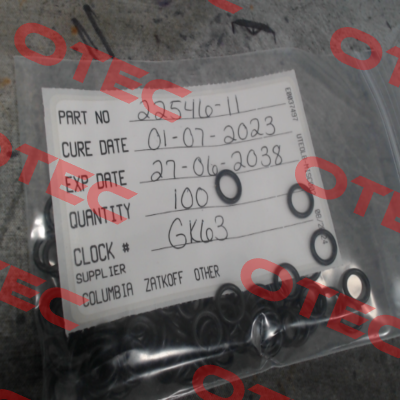 OTEC
PART NO 22546-11
CURE DATE 01-07-2023
EXP DATE 27-06-2038
QUANTITY 100
CLOCK # GK63
SUPPLIER
COLUMBIA ZATKOFF OTHER